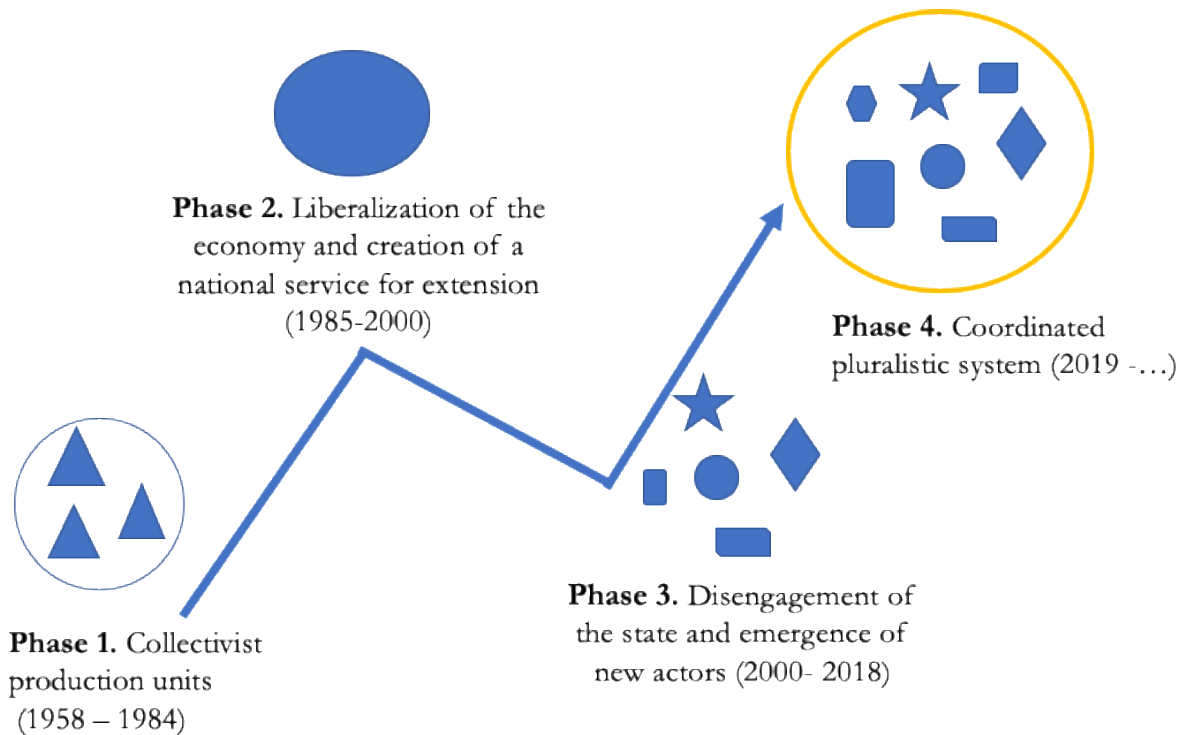 Phase 1. Collectivist
production units
(1958 – 1984)
Phase 2. Liberalization of the
economy and creation of a
national service for extension
(1985-2000)
Phase 3. Disengagement of
the state and emergence of
new actors (2000- 2018)
Phase 4. Coordinated
pluralistic system (2019 -…)